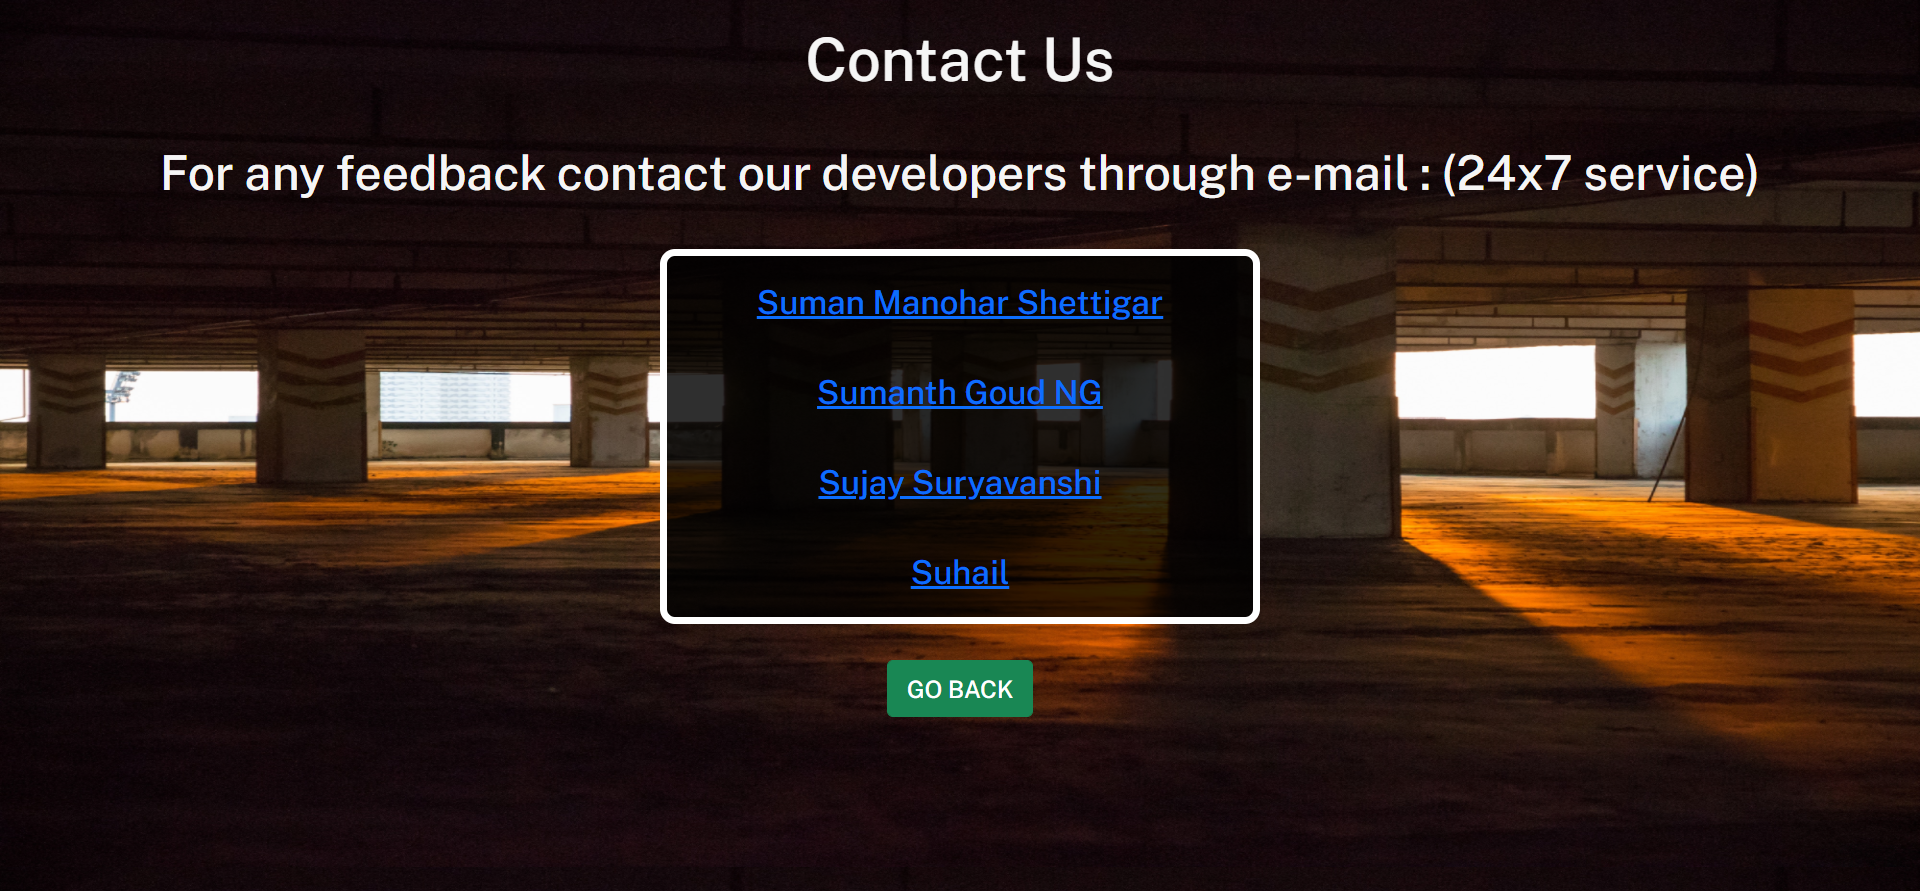 Contact Us
For any feedback contact our developers through e-mail : (24x7 service)
Suman Manohar Shettigar
Sumanth Goud NG
Sujay Suryavanshi
Suhail
GO BACK